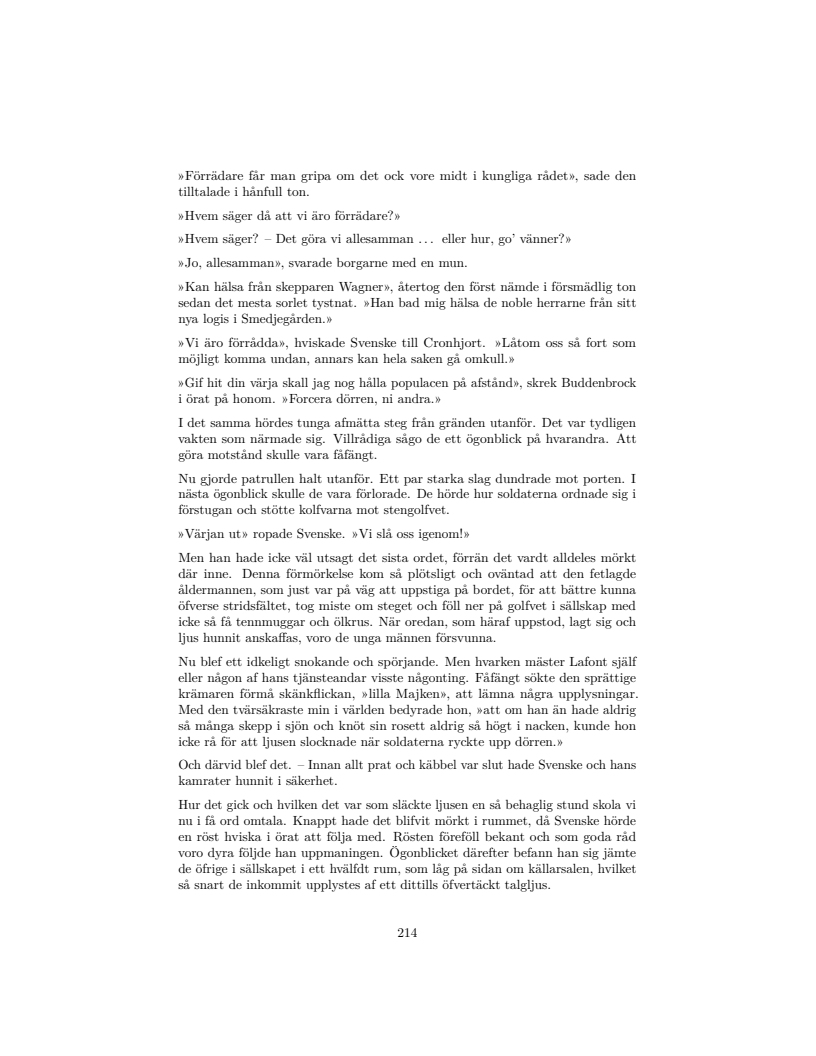 »Förrädare får man gripa om det ock vore midt i kungliga rådet», sade den
tilltalade i hånfull ton.
»Hvem säger då att vi äro förrädare?»
»Hvem säger? – Det göra vi allesamman ... eller hur, go’ vänner?»
»Jo, allesamman», svarade borgarne med en mun.
»Kan hälsa från skepparen Wagner», återtog den först nämde i försmädlig ton
sedan det mesta sorlet tystnat. »Han bad mig hälsa de noble herrarne från sitt
nya logis i Smedjegården.»
»Vi äro förrådda», hviskade Svenske till Cronhjort. »Låtom oss så fort som
möjligt komma undan, annars kan hela saken gå omkull.»
»Gif hit din värja skall jag nog hålla populacen på afstånd», skrek Buddenbrock
i örat på honom. »Forcera dörren, ni andra.»
I det samma hördes tunga afmätta steg från gränden utanför. Det var tydligen
vakten som närmade sig. Villrådiga sågo de ett ögonblick på hvarandra. Att
göra motstånd skulle vara fåfängt.
Nu gjorde patrullen halt utanför. Ett par starka slag dundrade mot porten. I
nästa ögonblick skulle de vara förlorade. De hörde hur soldaterna ordnade sig i
förstugan och stötte kolfvarna mot stengolfvet.
»Värjan ut» ropade Svenske. »Vi slå oss igenom!»
Men han hade icke väl utsagt det sista ordet, förrän det vardt alldeles mörkt
där inne. Denna förmörkelse kom så plötsligt och oväntad att den fetlagde
åldermannen, som just var på väg att uppstiga på bordet, för att bättre kunna
öfverse stridsfältet, tog miste om steget och föll ner på golfvet i sällskap med
icke så få tennmuggar och ölkrus. När oredan, som häraf uppstod, lagt sig och
ljus hunnit anskaffas, voro de unga männen försvunna.
Nu blef ett idkeligt snokande och spörjande. Men hvarken mäster Lafont själf
eller någon af hans tjänsteandar visste någonting. Fåfängt sökte den sprättige
krämaren förmå skänkflickan, »lilla Majken», att lämna några upplysningar.
Med den tvärsäkraste min i världen bedyrade hon, »att om han än hade aldrig
så många skepp i sjön och knöt sin rosett aldrig så högt i nacken, kunde hon
icke rå för att ljusen slocknade när soldaterna ryckte upp dörren.»
Och därvid blef det. – Innan allt prat och käbbel var slut hade Svenske och hans
kamrater hunnit i säkerhet.
Hur det gick och hvilken det var som släckte ljusen en så behaglig stund skola vi
nu i få ord omtala. Knappt hade det blifvit mörkt i rummet, då Svenske hörde
en röst hviska i örat att följa med. Rösten föreföll bekant och som goda råd
voro dyra följde han uppmaningen. Ögonblicket därefter befann han sig jämte
de öfrige i sällskapet i ett hvälfdt rum, som låg på sidan om källarsalen, hvilket
så snart de inkommit upplystes af ett dittills öfvertäckt talgljus.
214